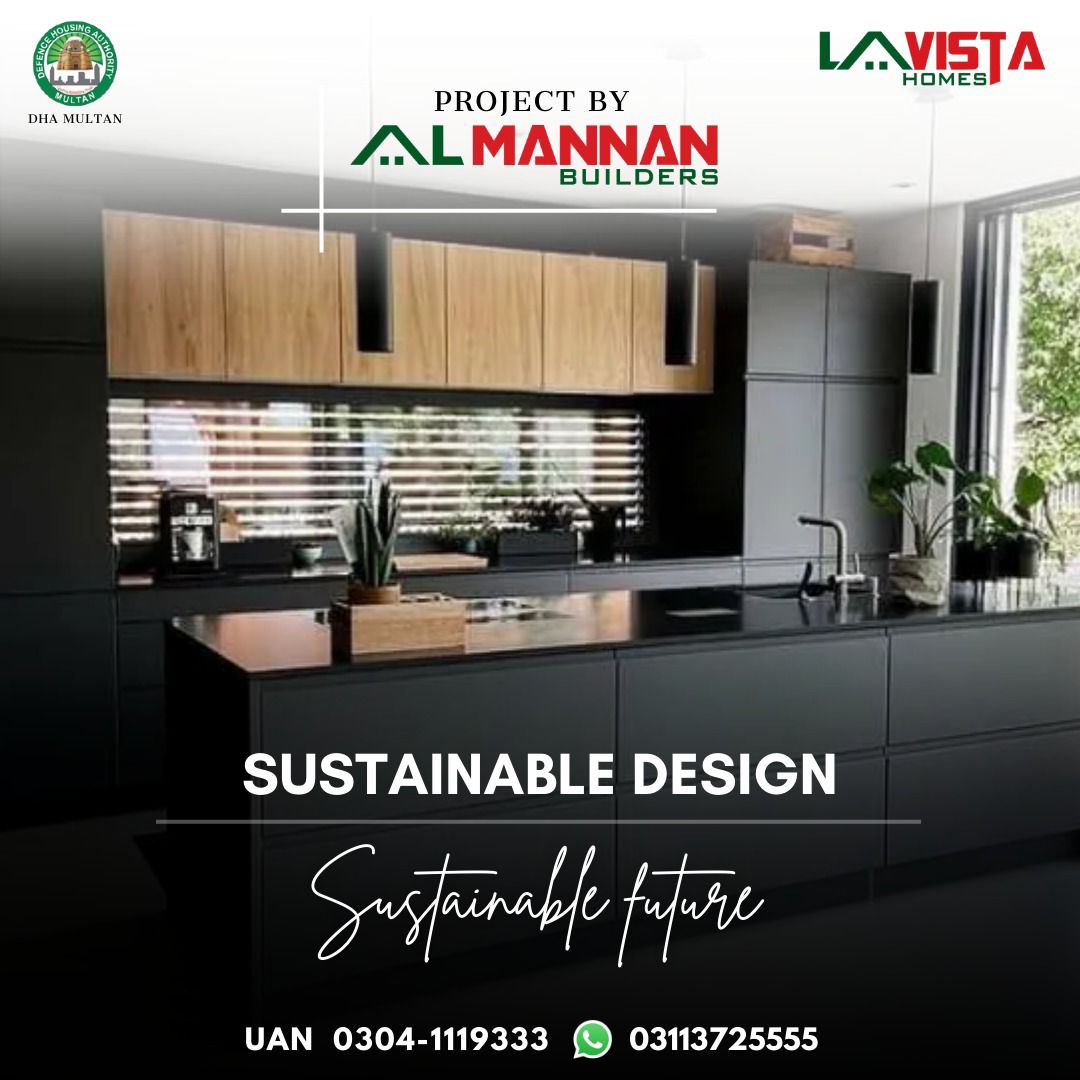 DEFENCE HOUSING AUTHORITY
MULTAN
DHA MULTAN
LAVISTA
HOMES
PROJECT BY
AL MANNAN
BUILDERS
SUSTAINABLE DESIGN
Sustainable future
UAN 0304-1119333 03113725555